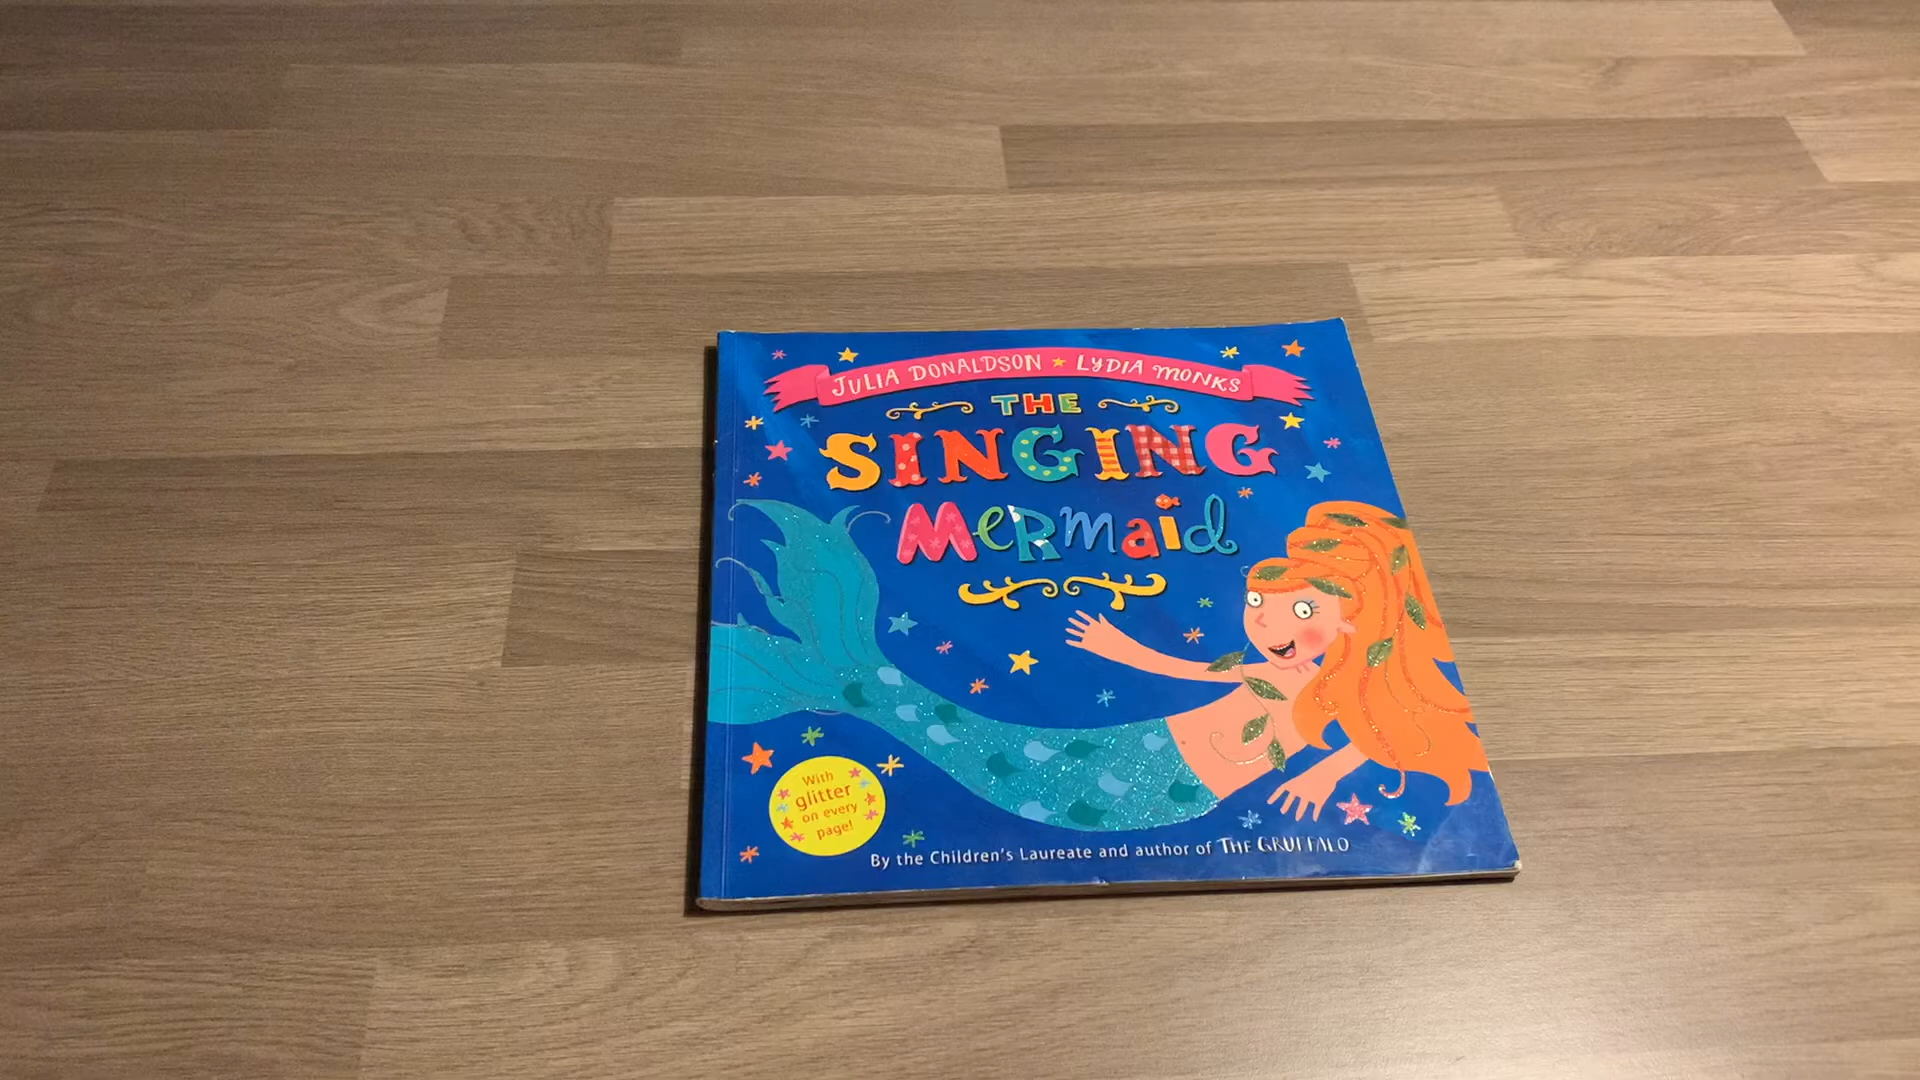 JULIA DONALDSON ★ LYDIA MONKS
THE
SINGING
MeRmaid
With
glitter
on every
page!
By the Children's Laureate and author of THE GRUFFALO